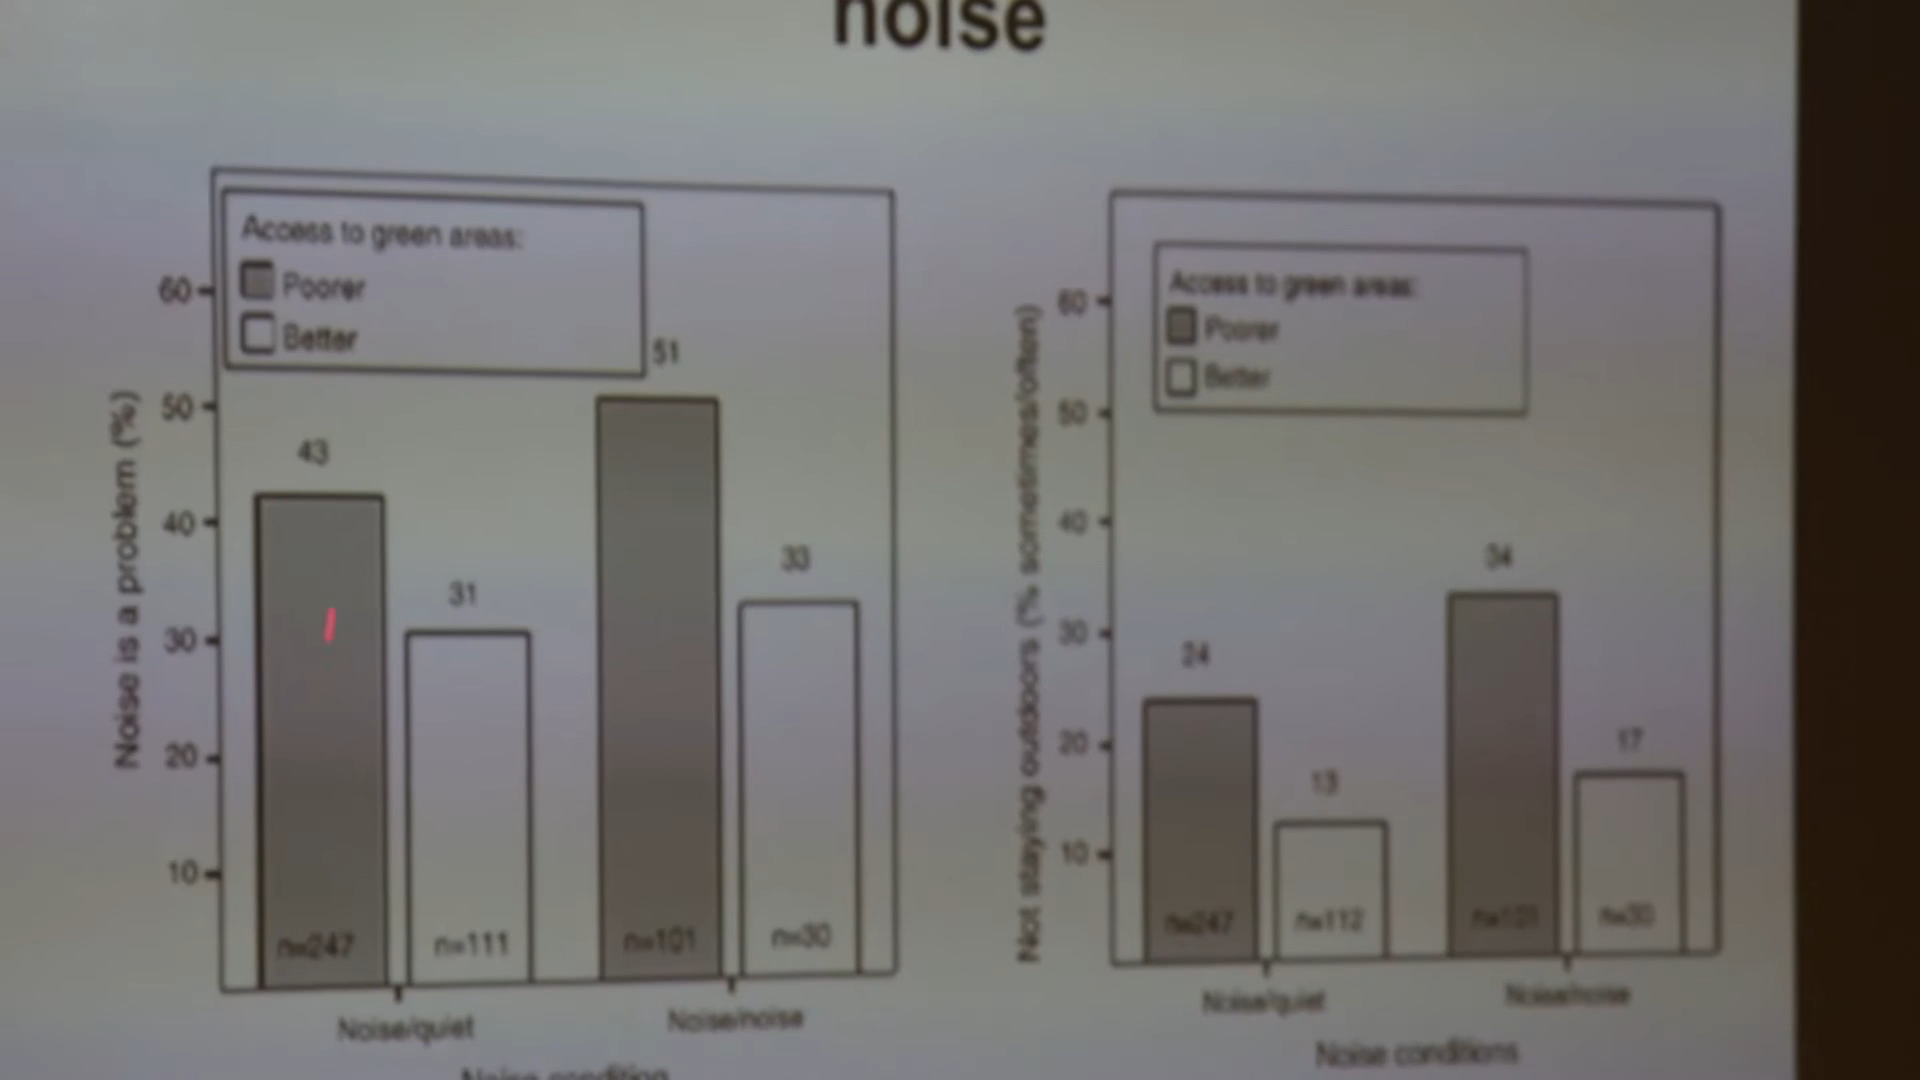 noise
Access to green areas:
Poorer
Better
Noise is a problem (%)
60
50
40
30
20
10
43
31
51
33
n=247
n=111
n=101
n=30
Noise/quiet
Noise/noise
Noise condition
Access to green areas:
Poorer
Better
Not staying outdoors (% sometimes/often)
60
50
40
30
20
10
24
13
34
17
n=247
n=112
n=101
n=30
Noise/quiet
Noise/noise
Noise conditions